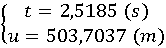 t = 2,5185 (s)
u = 503,7037 (m)